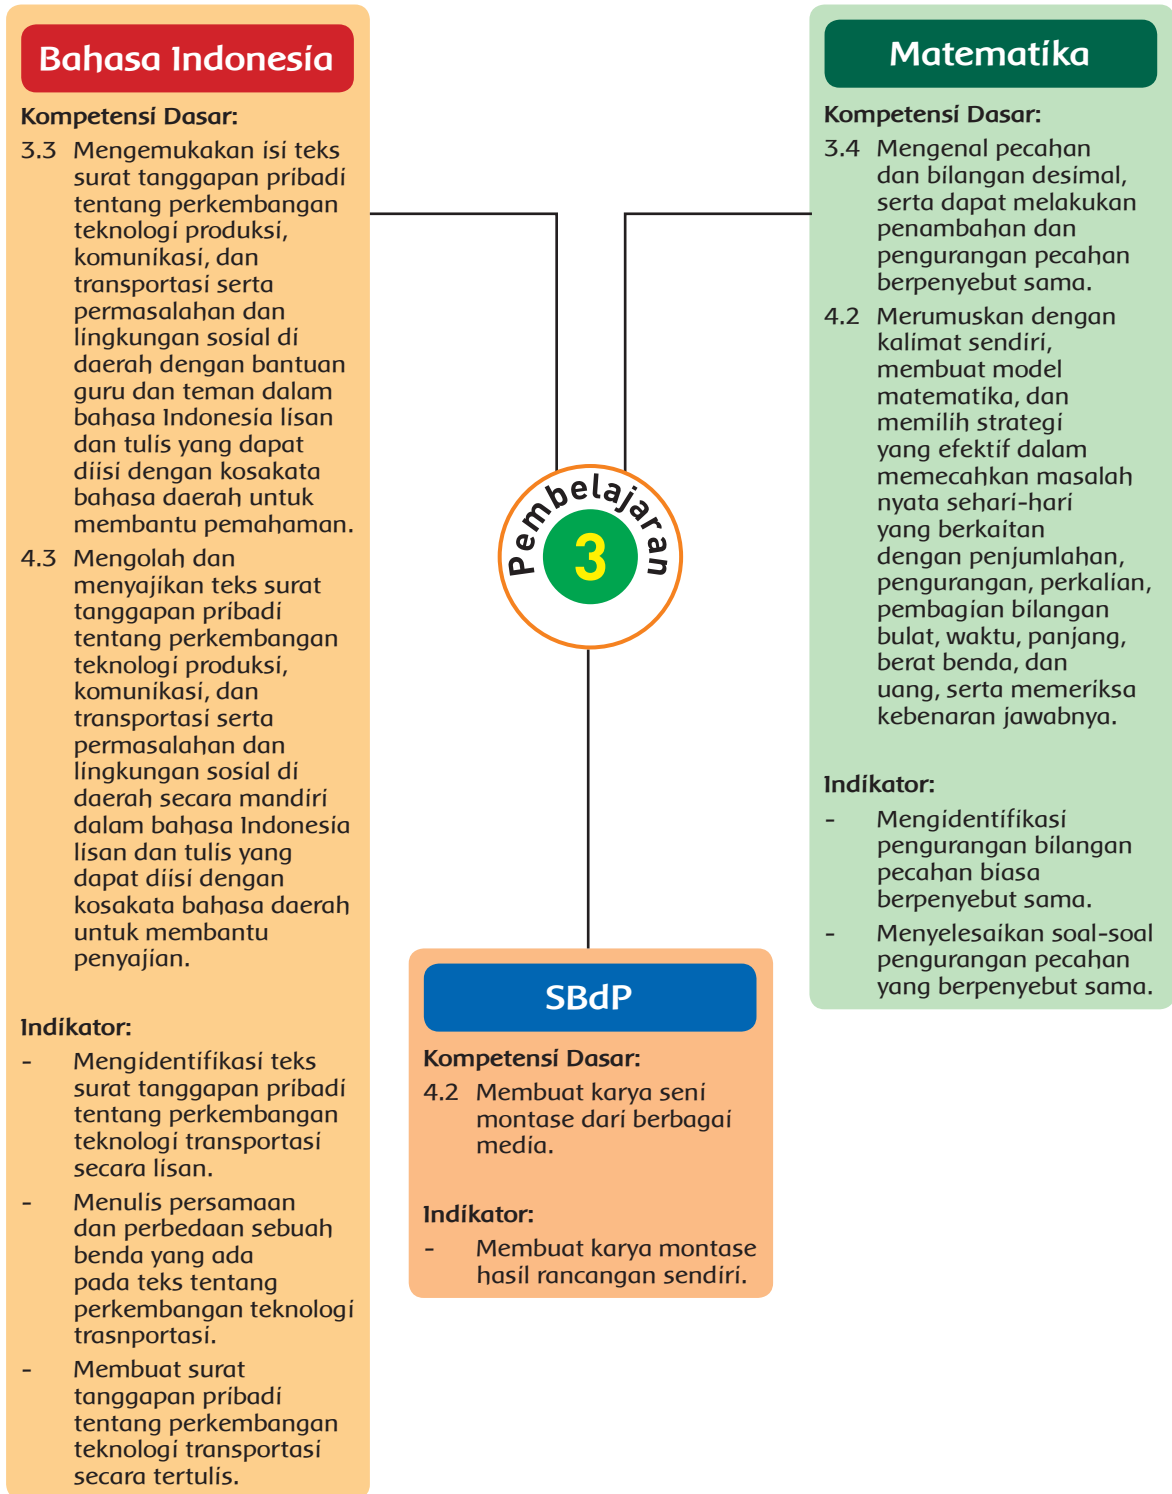 Bahasa Indonesia
Kompetensi Dasar:
3.3 Mengemukakan isi teks
surat tanggapan pribadi
tentang perkembangan
teknologi produksi,
komunikasi, dan
transportasi serta
permasalahan dan
lingkungan sosial di
daerah dengan bantuan
guru dan teman dalam
bahasa Indonesia lisan
dan tulis yang dapat
diisi dengan kosakata
bahasa daerah untuk
membantu pemahaman.
4.3 Mengolah dan
menyajikan teks surat
tanggapan pribadi
tentang perkembangan
teknologi produksi,
komunikasi, dan
transportasi serta
permasalahan dan
lingkungan sosial di
daerah secara mandiri
dalam bahasa Indonesia
lisan dan tulis yang
dapat diisi dengan
kosakata bahasa daerah
untuk membantu
penyajian.
Indikator:
- Mengidentifikasi teks
surat tanggapan pribadi
tentang perkembangan
teknologi transportasi
secara lisan.
- Menulis persamaan
dan perbedaan sebuah
benda yang ada
pada teks tentang
perkembangan teknologi
trasnportasi.
- Membuat surat
tanggapan pribadi
tentang perkembangan
teknologi transportasi
secara tertulis.
Pembelajaran
3
Matematika
Kompetensi Dasar:
3.4 Mengenal pecahan
dan bilangan desimal,
serta dapat melakukan
penambahan dan
pengurangan pecahan
berpenyebut sama.
4.2 Merumuskan dengan
kalimat sendiri,
membuat model
matematika, dan
memilih strategi
yang efektif dalam
memecahkan masalah
nyata sehari-hari
yang berkaitan
dengan penjumlahan,
pengurangan, perkalian,
pembagian bilangan
bulat, waktu, panjang,
berat benda, dan
uang, serta memeriksa
kebenaran jawabnya.
Indikator:
- Mengidentifikasi
pengurangan bilangan
pecahan biasa
berpenyebut sama.
- Menyelesaikan soal-soal
pengurangan pecahan
yang berpenyebut sama.
SBdP
Kompetensi Dasar:
4.2 Membuat karya seni
montase dari berbagai
media.
Indikator:
- Membuat karya montase
hasil rancangan sendiri.